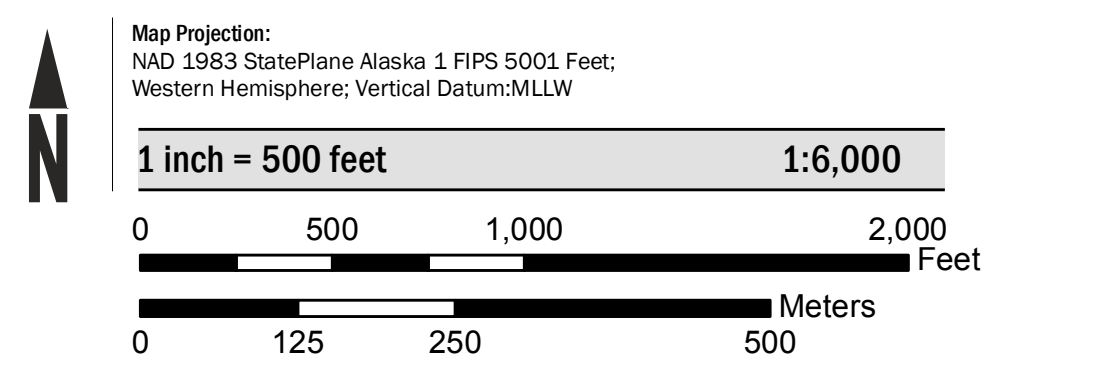 N
Map Projection:
NAD 1983 StatePlane Alaska 1 FIPS 5001 Feet;
Western Hemisphere; Vertical Datum:MLLW
1 inch = 500 feet 1:6,000
0 500 1,000 2,000
Feet
Meters
0 125 250 500